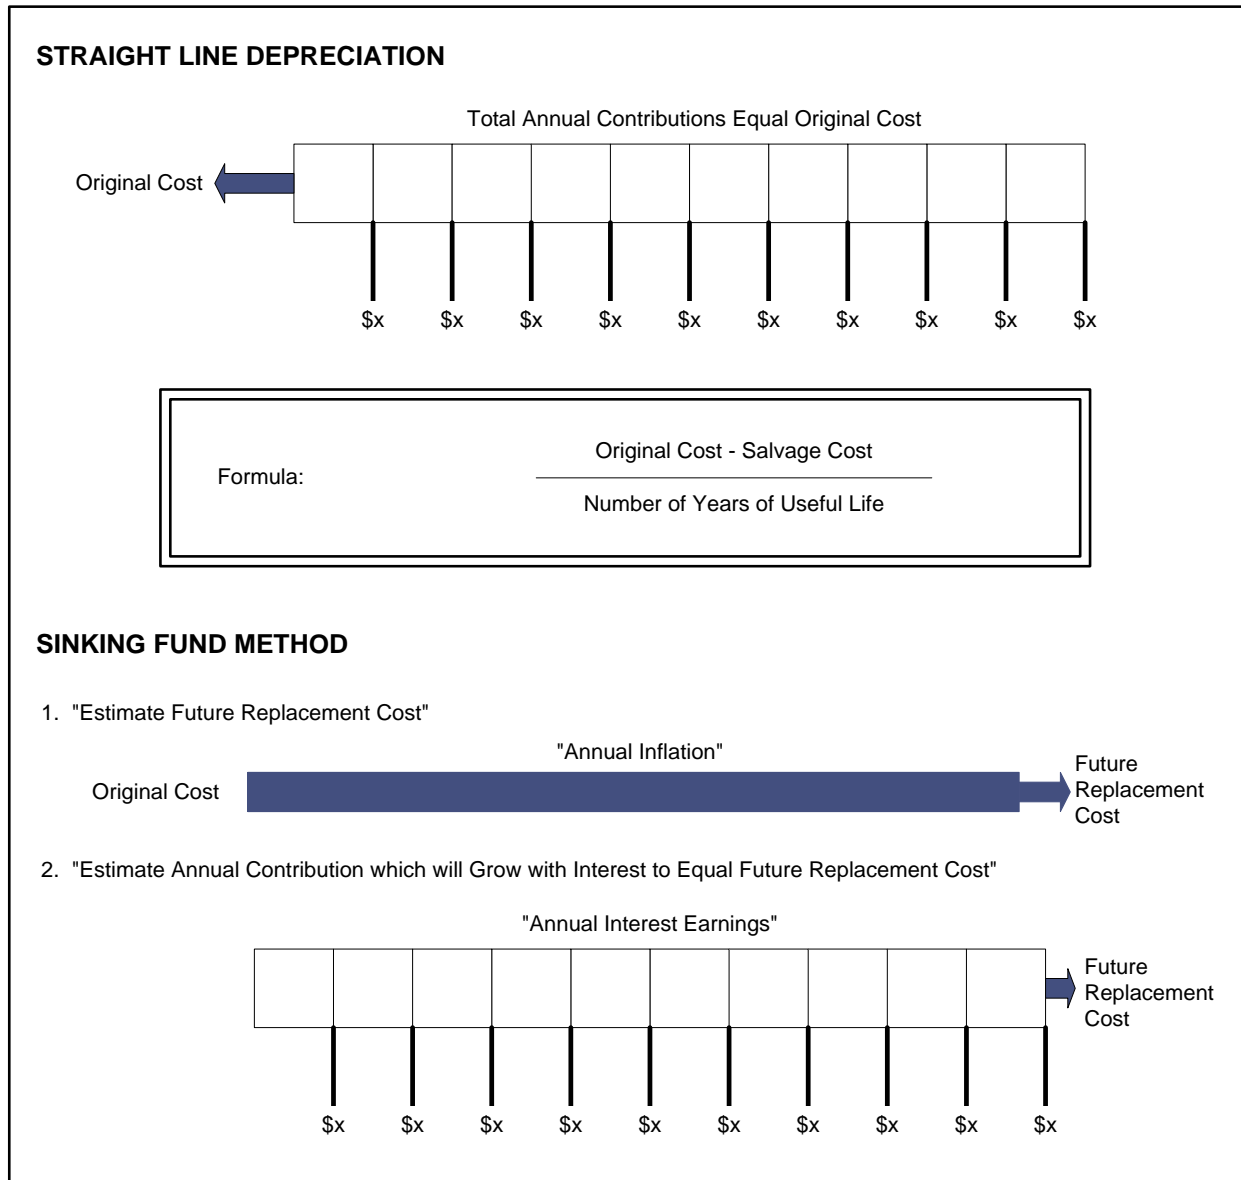 STRAIGHT LINE DEPRECIATION
Total Annual Contributions Equal Original Cost
Original Cost
$x $x $x $x $x $x $x $x $x $x
Formula:
Original Cost - Salvage Cost
Number of Years of Useful Life
SINKING FUND METHOD
1. "Estimate Future Replacement Cost"
"Annual Inflation"
Original Cost
Future
Replacement
Cost
2. "Estimate Annual Contribution which will Grow with Interest to Equal Future Replacement Cost"
"Annual Interest Earnings"
Future
Replacement
Cost
$x $x $x $x $x $x $x $x $x $x